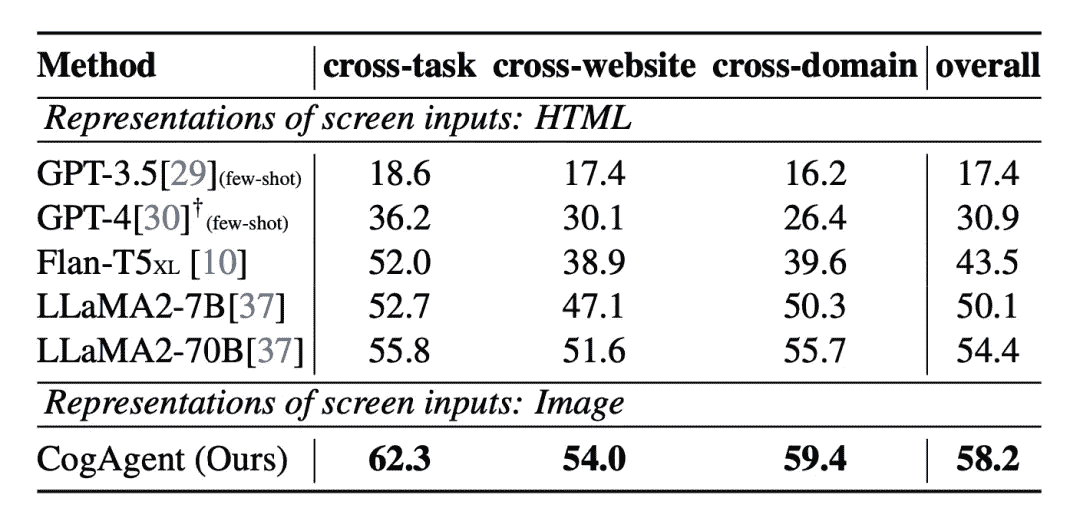 Method cross-task cross-website cross-domain overall
Representations of screen inputs: HTML
GPT-3.5[29](few-shot) 18.6 17.4 16.2 17.4
GPT-4[30]†(few-shot) 36.2 30.1 26.4 30.9
Flan-T5XL [10] 52.0 38.9 39.6 43.5
LLaMA2-7B[37] 52.7 47.1 50.3 50.1
LLaMA2-70B[37] 55.8 51.6 55.7 54.4
Representations of screen inputs: Image
CogAgent (Ours) 62.3 54.0 59.4 58.2